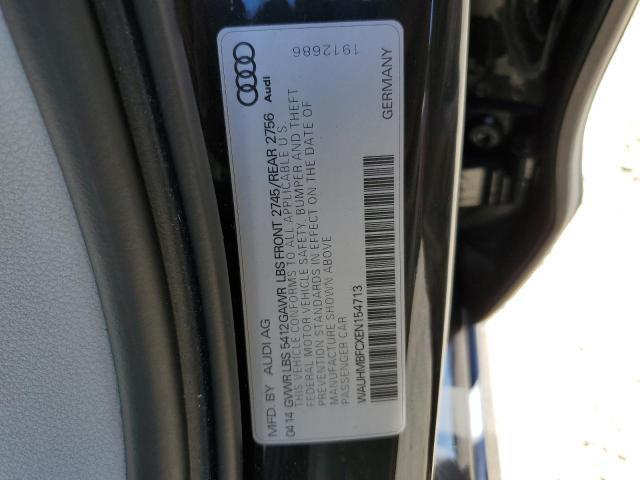 MFD. BY AUDI AG
04 14 GVWR LBS 5412 GAWR LBS FRONT 2745/REAR 2756
THIS VEHICLE CONFORMS TO ALL APPLICABLE U.S.
FEDERAL MOTOR VEHICLE SAFETY, BUMPER AND THEFT
PREVENTION STANDARDS IN EFFECT ON THE DATE OF
MANUFACTURE SHOWN ABOVE
PASSENGER CAR
WAUHMBFCXEN154713
GERMANY
Audi
1912686